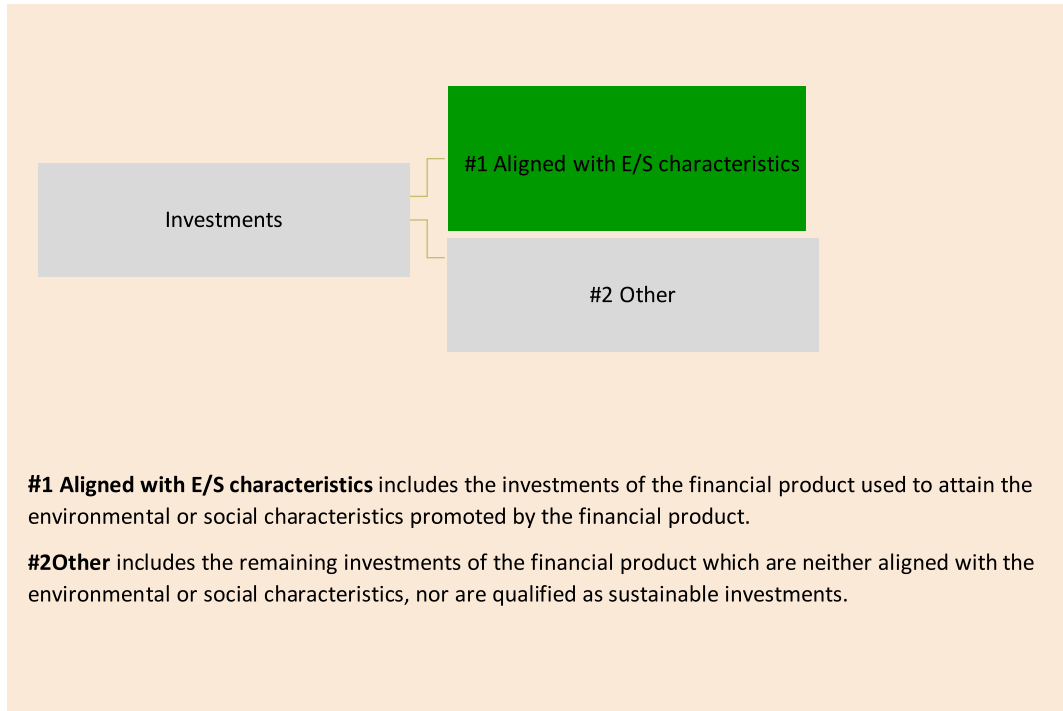 #1 Aligned with E/S characteristics
Investments
#2 Other
#1 Aligned with E/S characteristics includes the investments of the financial product used to attain the
environmental or social characteristics promoted by the financial product.
#2Other includes the remaining investments of the financial product which are neither aligned with the
environmental or social characteristics, nor are qualified as sustainable investments.